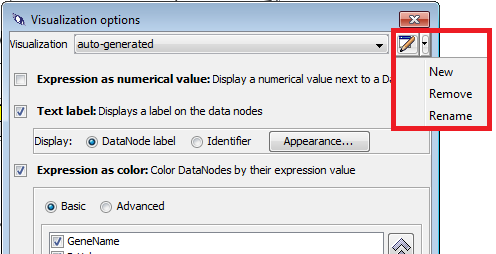 Visualization options
Visualization auto-generated
New
Expression as numerical value: Display a numerical value next to a Da
Remove
Text label: Displays a label on the data nodes
Rename
Display: DataNode label Identifier Appearance...
Expression as color: Color DataNodes by their expression value
Basic Advanced
GeneName